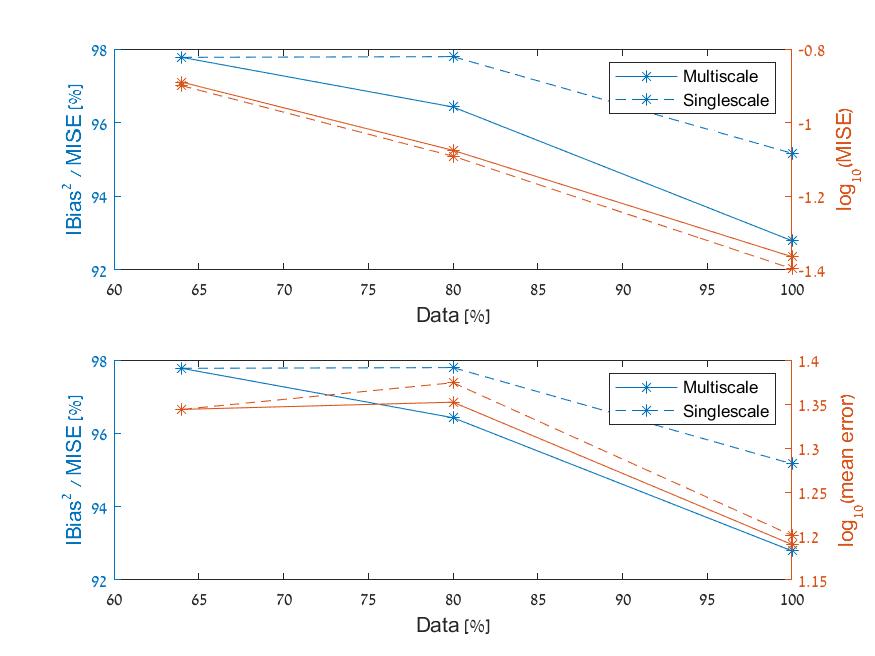 98
96
94
92
IBias² / MISE [%]
-0.8
-1
-1.2
-1.4
log₁₀(MISE)
Multiscale
Singlescale
60 65 70 75 80 85 90 95 100
Data [%]
98
96
94
92
IBias² / MISE [%]
1.4
1.35
1.3
1.25
1.2
1.15
log₁₀(mean error)
Multiscale
Singlescale
60 65 70 75 80 85 90 95 100
Data [%]